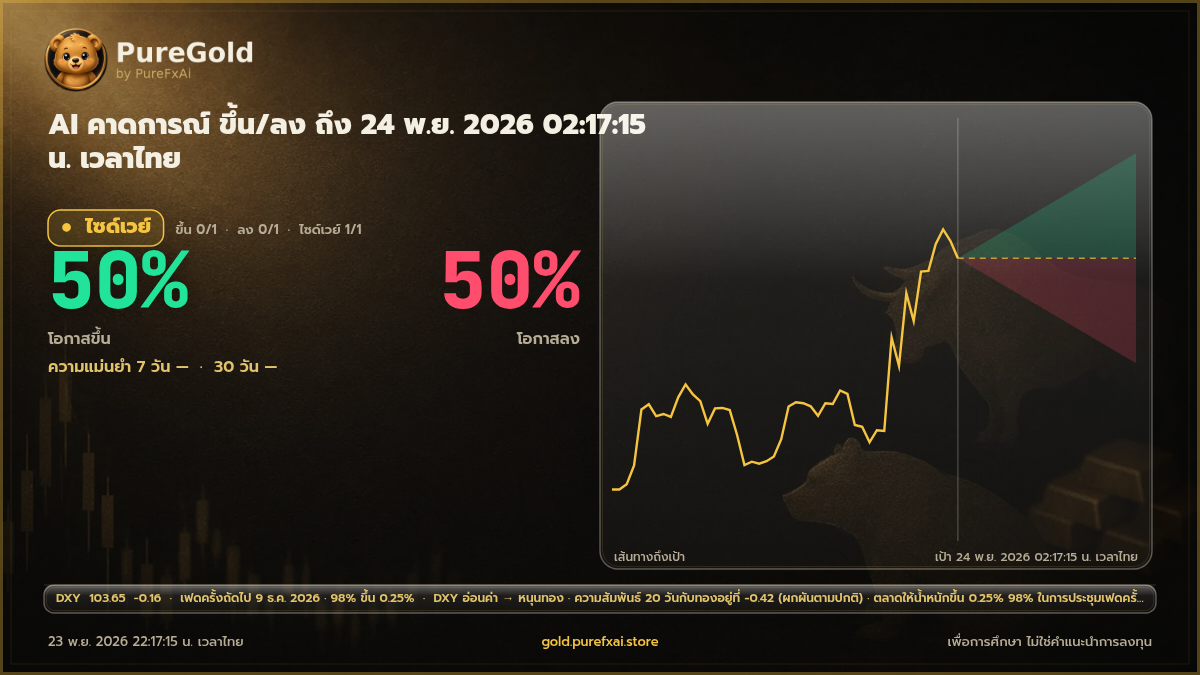 PureGold
by PureFxAi
AI คาดการณ์ ขึ้น/ลง ถึง 24 พ.ย. 2026 02:17:15
น. เวลาไทย
• ไซด์เวย์ ขึ้น 0/1 · ลง 0/1 · ไซด์เวย์ 1/1
50% 50%
โอกาสขึ้น โอกาสลง
ความแม่นยำ 7 วัน — · 30 วัน —
เส้นทางถึงเป้า เป้า 24 พ.ย. 2026 02:17:15 น. เวลาไทย
DXY 103.65 -0.16 · เฟดครั้งถัดไป 9 ธ.ค. 2026 · 98% ขึ้น 0.25% · DXY อ่อนค่า → หนุนทอง · ความสัมพันธ์ 20 วันกับทองอยู่ที่ -0.42 (ผกผันตามปกติ) · ตลาดให้น้ำหนักขึ้น 0.25% 98% ในการประชุมเฟดครั้…
23 พ.ย. 2026 22:17:15 น. เวลาไทย gold.purefxai.store เพื่อการศึกษา ไม่ใช่คำแนะนำการลงทุน